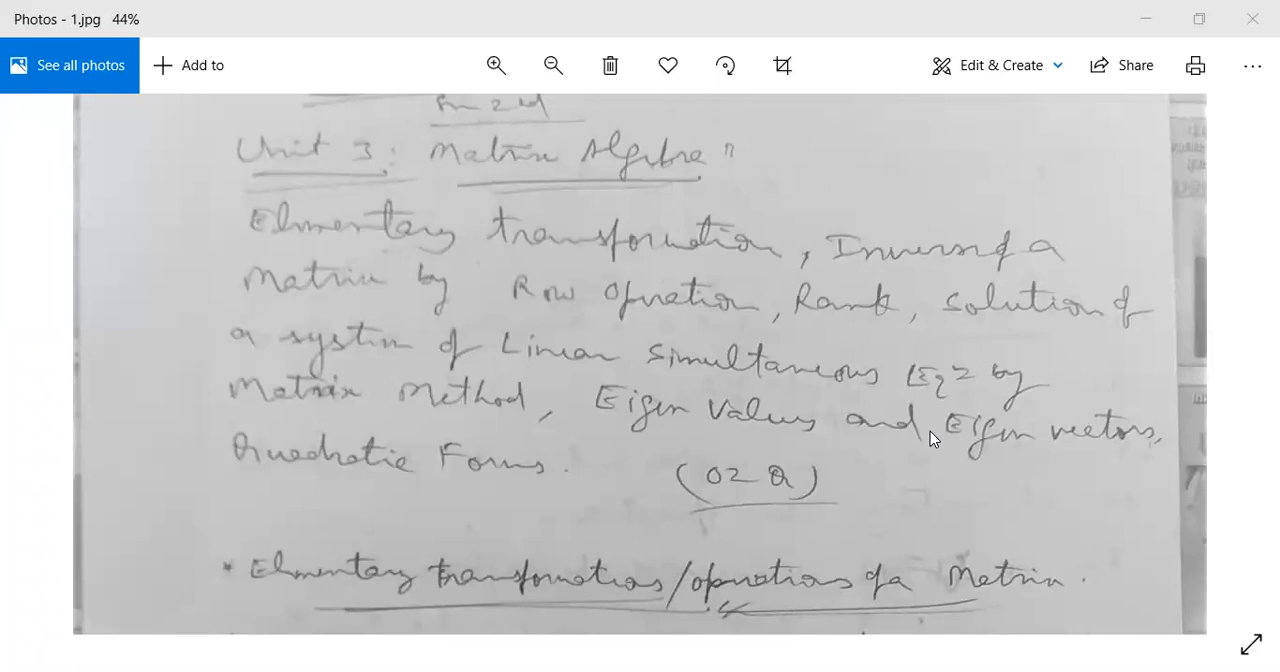 Photos - 1.jpg 44%
See all photos
Add to
Edit & Create
Share
Unit 3: Matrix Algebra"
Elementary transformation, Inverse of a
Matrix by Row Operation, Rank, Solution of
a system of Linear Simultaneous Eqn by
Matrix Method, Eigen Values and Eigen vectors,
Quadratic Forms. (02 Q)
* Elementary transformations/operations of a Matrix.